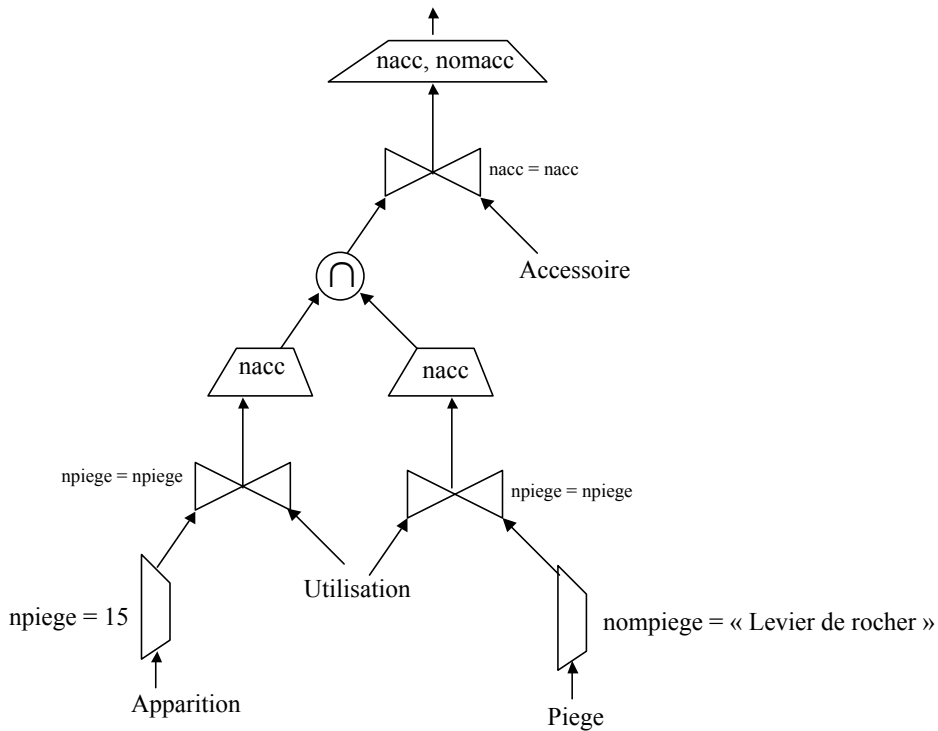 nacc, nomacc
nacc = nacc
Accessoire
∩
nacc
nacc
npiege = npiege
npiege = npiege
Utilisation
npiege = 15
nompiege = « Levier de rocher »
Apparition
Piege